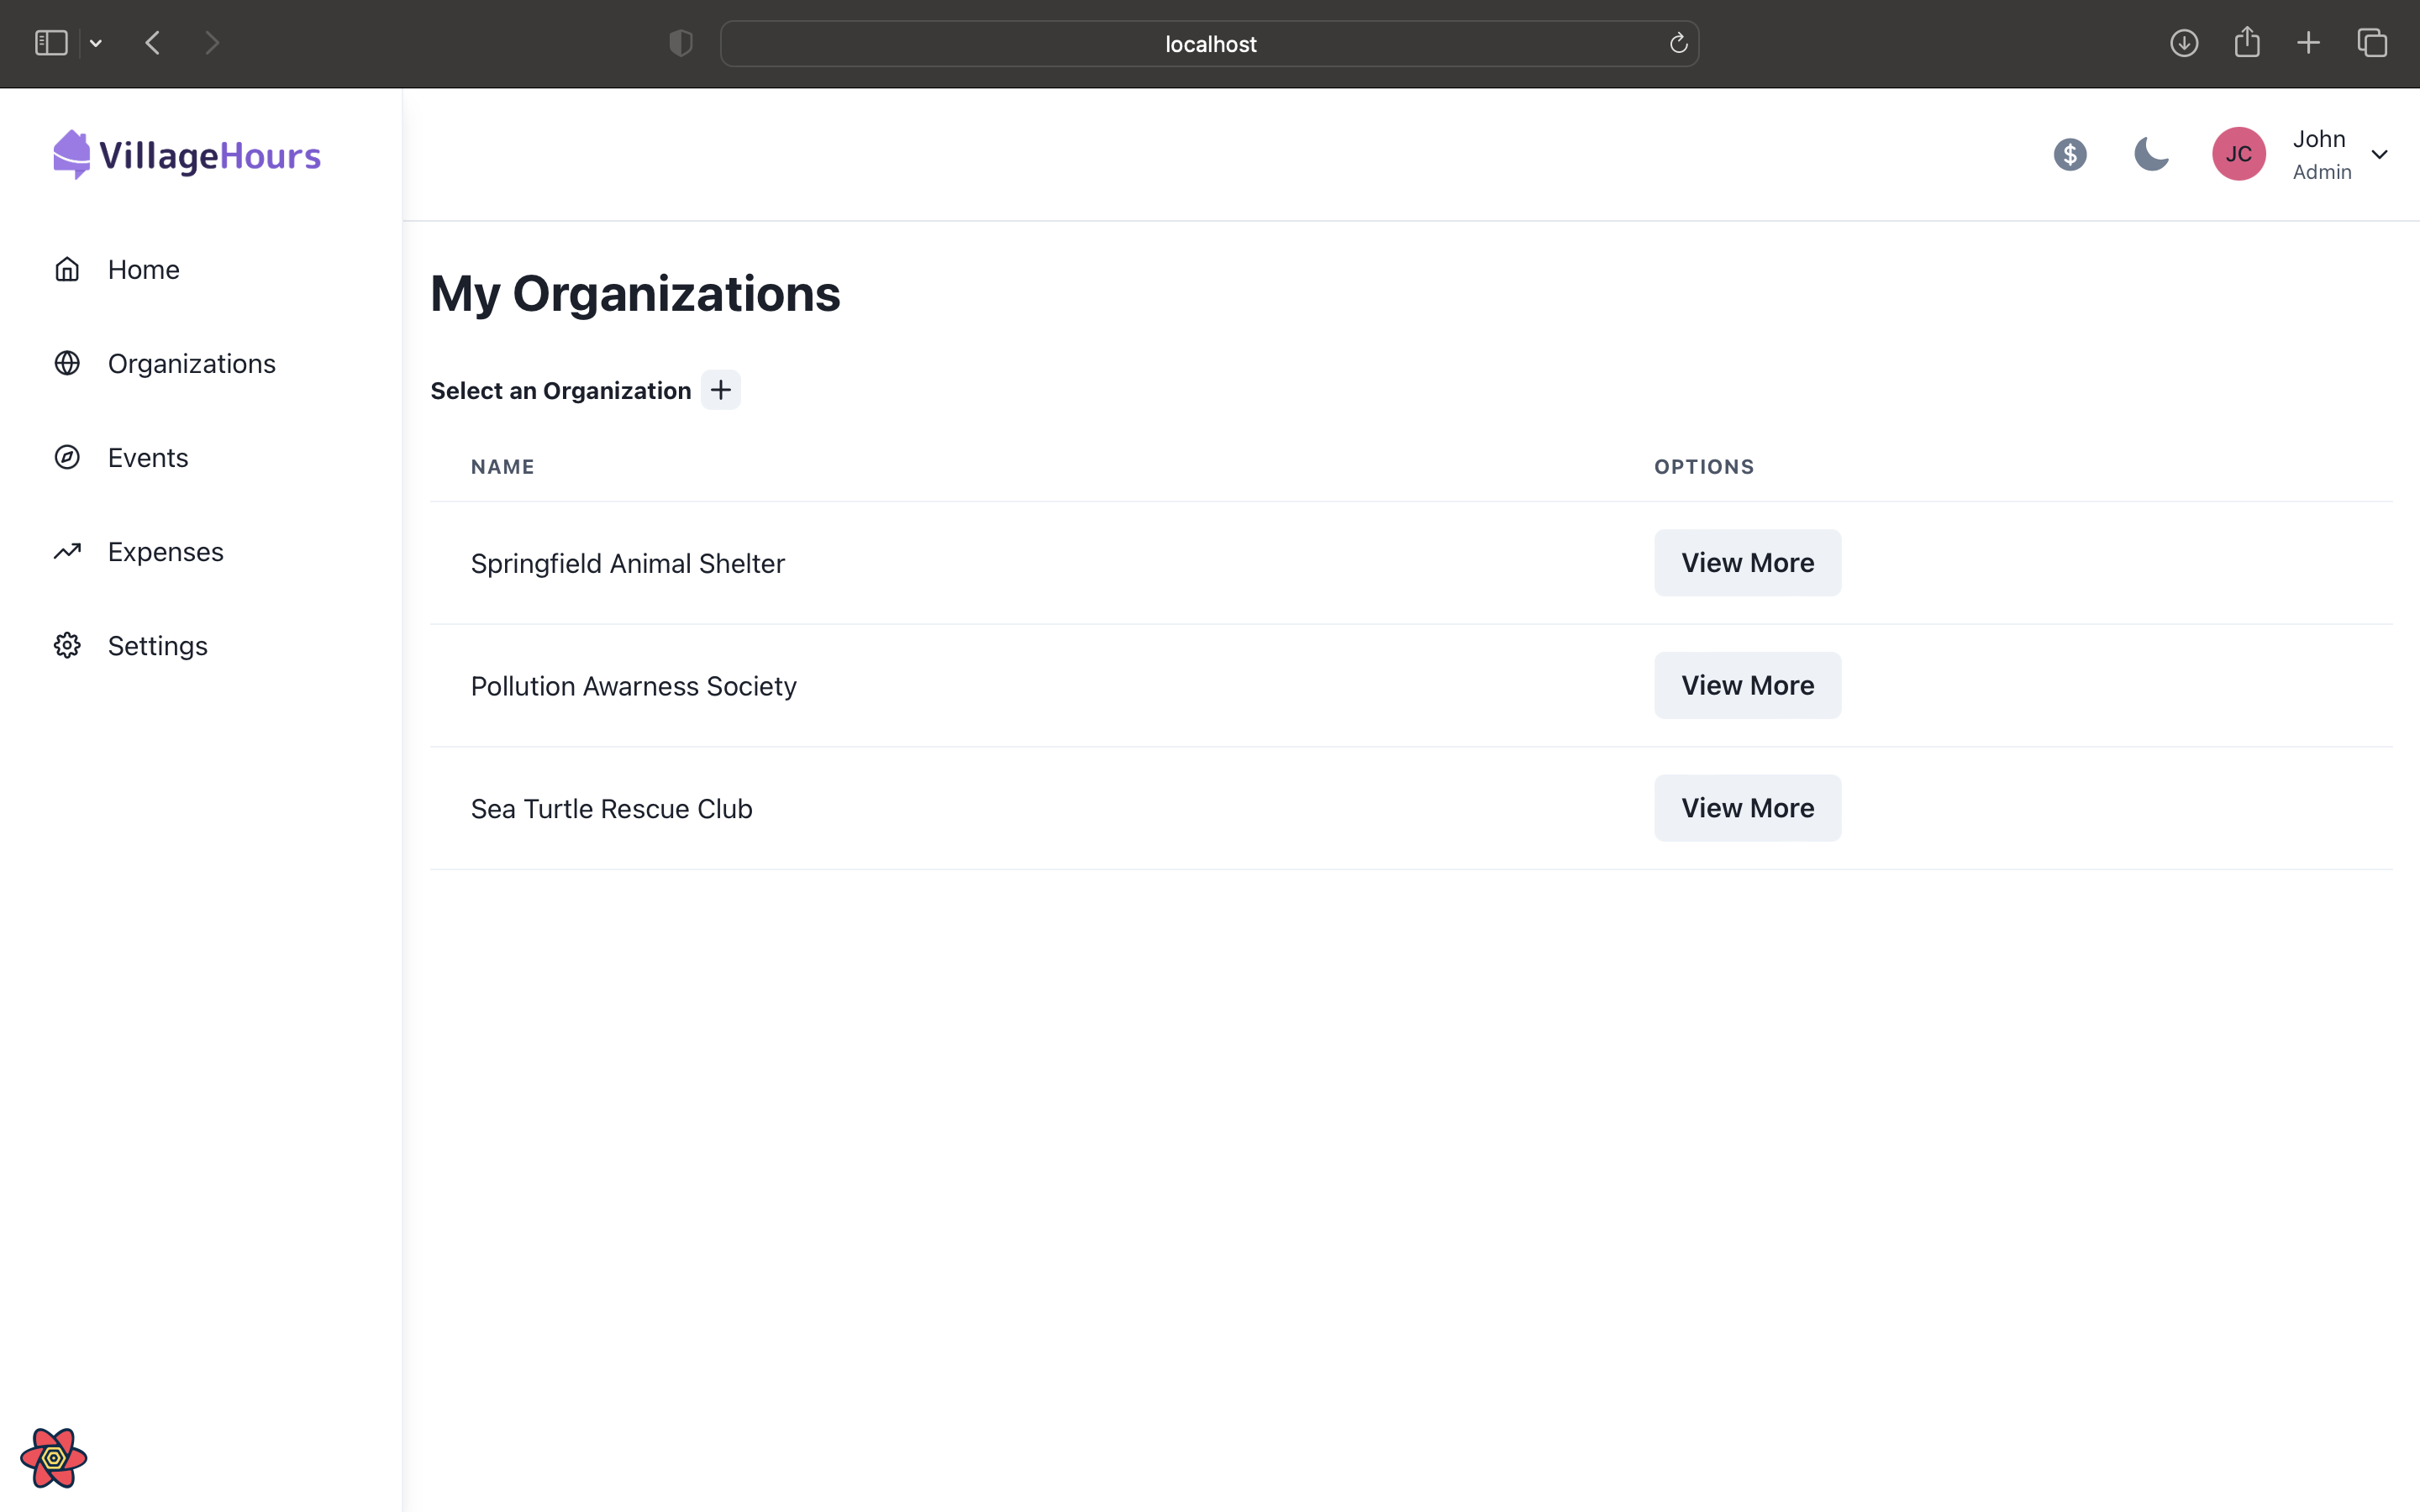 localhost
VillageHours
$
JC
John
Admin
Home
Organizations
Events
Expenses
Settings
My Organizations
Select an Organization +
NAME OPTIONS
Springfield Animal Shelter View More
Pollution Awarness Society View More
Sea Turtle Rescue Club View More